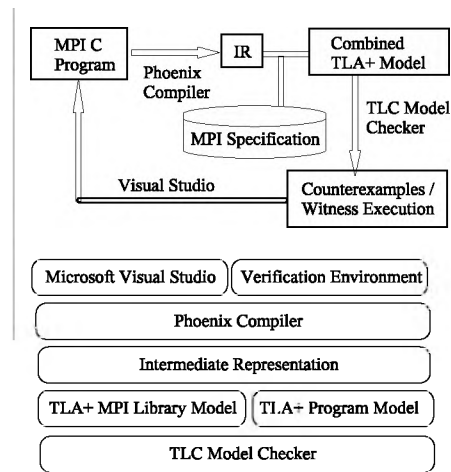 MPI C
Program
Phoenix
Compiler
IR
Combined
TLA+ Model
MPI Specification
TLC Model
Checker
Visual Studio
Counterexamples /
Witness Execution
Microsoft Visual Studio
Verification Environment
Phoenix Compiler
Intermediate Representation
TLA+ MPI Library Model
TLA+ Program Model
TLC Model Checker